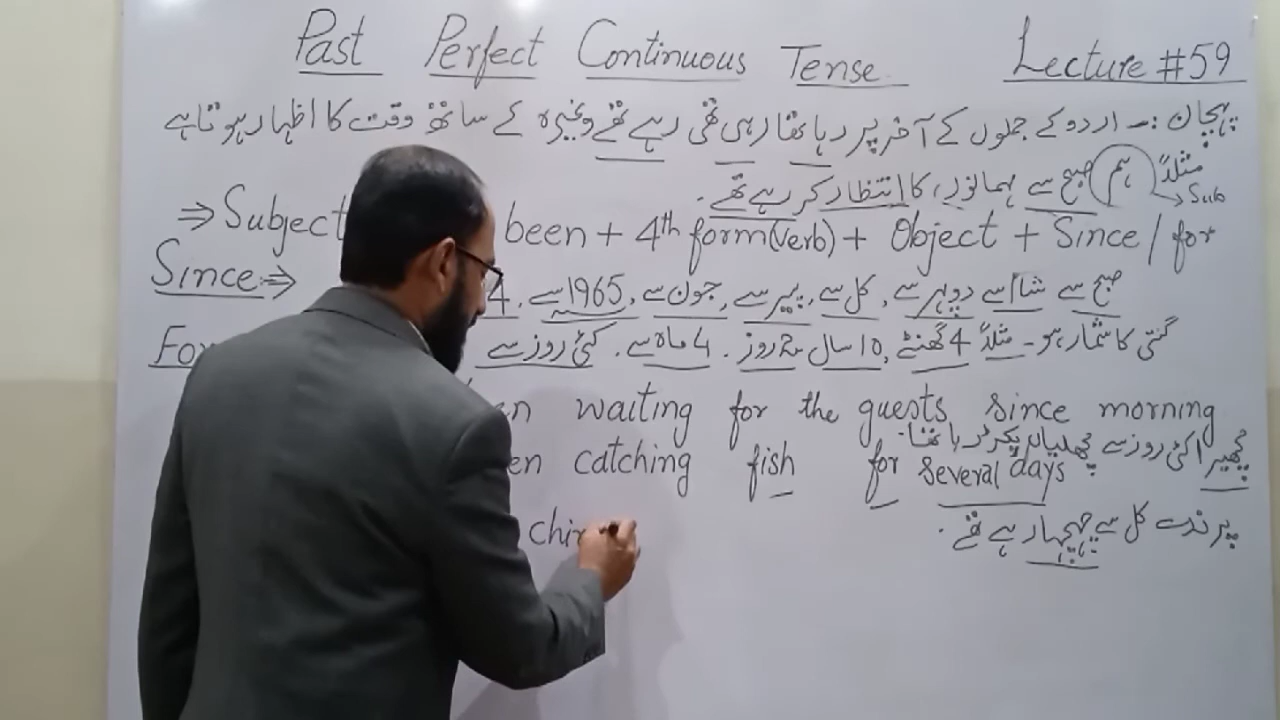 Past Perfect Continuous Tense Lecture #59
پہچان :۔ اردو کے جملوں کے آخر پر رہا تھا رہی تھی رہے تھے وغیرہ کے ساتھ وقت کا اظہار ہوتا ہے
مثلاً ہم صبح سے مہمانوں کا انتظار کر رہے تھے۔
Sub
⇒ Subject been + 4th form(verb) + Object + Since / for
Since ⇒ صبح سے شام سے دوپہر سے, کل سے, پیر سے, جون سے, 1965 سے, 4
For گنتی کا شمار ہو۔ مثلاً 4 گھنٹے, 10 سال روز. 4 ماہ سے. کئی روز سے
en waiting for the guests since morning
مچھیرا کئی روز سے مچھلیاں پکڑ رہا تھا۔
en catching fish for several days
پرندے کل سے چہچہا رہے تھے۔
chir